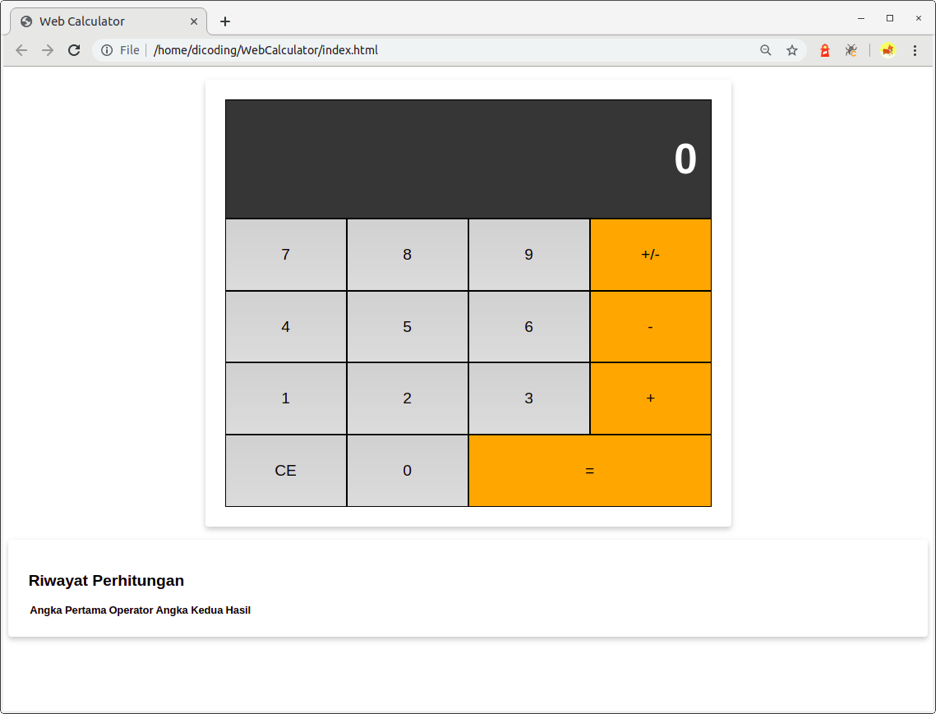 Web Calculator
File /home/dicoding/WebCalculator/index.html
0
7 8 9 +/-
4 5 6 -
1 2 3 +
CE 0 =
Riwayat Perhitungan
Angka Pertama Operator Angka Kedua Hasil